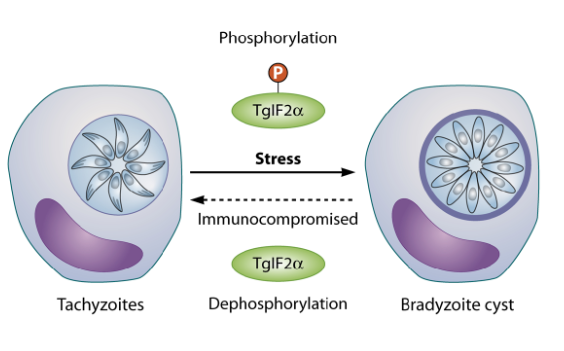 Phosphorylation
P
TgIF2α
Stress
Immunocompromised
TgIF2α
Tachyzoites
Dephosphorylation
Bradyzoite cyst